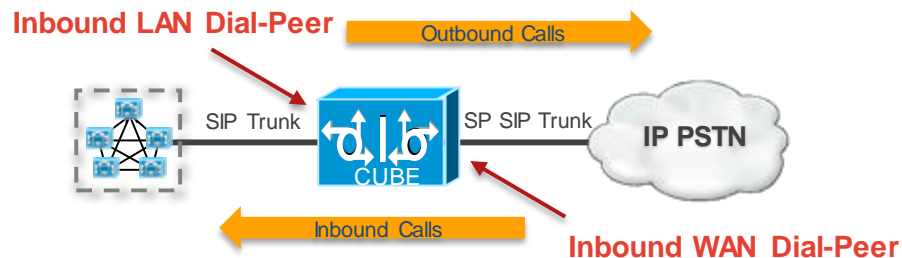 Inbound LAN Dial-Peer
Outbound Calls
SIP Trunk
SP SIP Trunk
IP PSTN
CUBE
Inbound Calls
Inbound WAN Dial-Peer